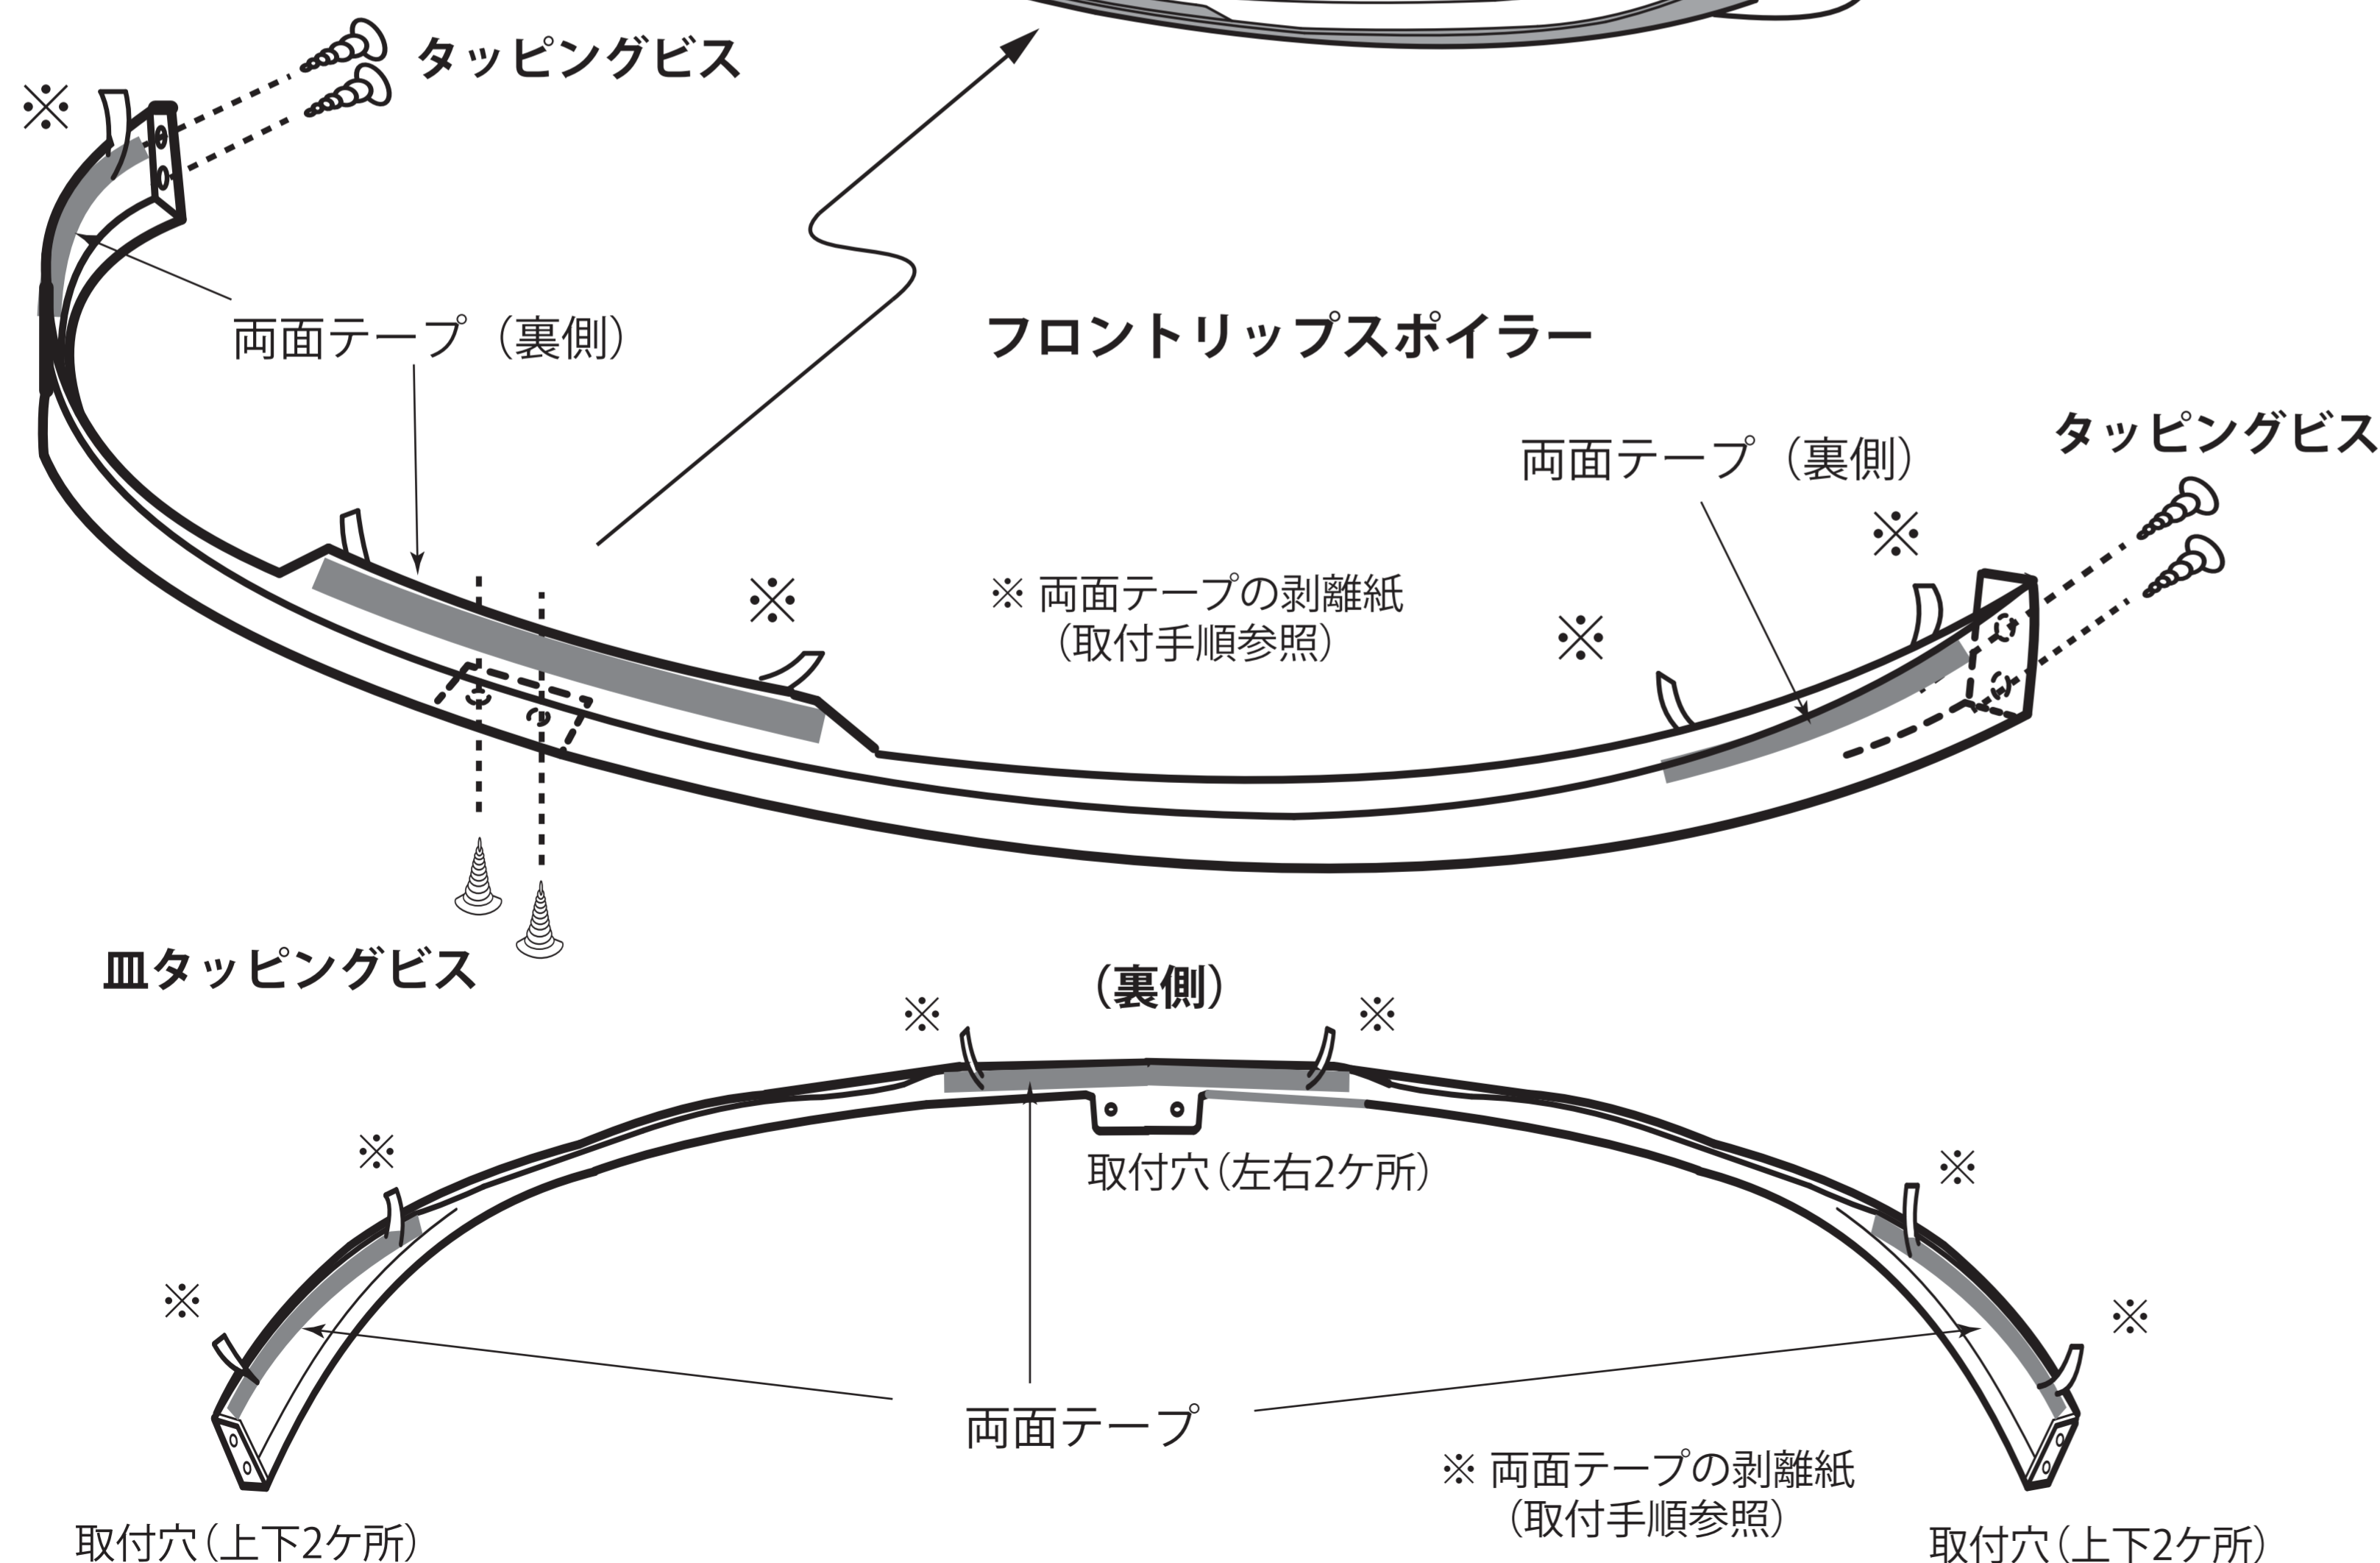 タッピングビス
※
両面テープ（裏側）
フロントリップスポイラー
タッピングビス
両面テープ（裏側）
※
※
※ 両面テープの剥離紙
（取付手順参照）
※
皿タッピングビス
（裏側）
※
※
※
取付穴（左右2ケ所）
※
※
※
両面テープ
※ 両面テープの剥離紙
（取付手順参照）
取付穴（上下2ケ所）
取付穴（上下2ケ所）